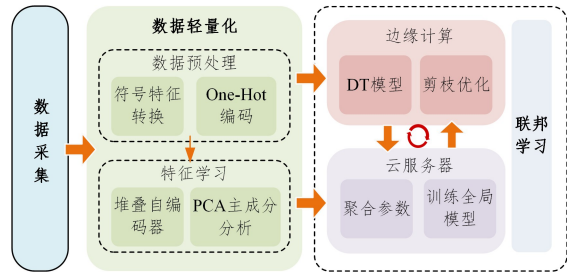 数
据
采
集
数据轻量化
数据预处理
符号特征
转换
One-Hot
编码
特征学习
堆叠自编
码器
PCA主成分
分析
边缘计算
DT模型
剪枝优化
云服务器
聚合参数
训练全局
模型
联邦
学习